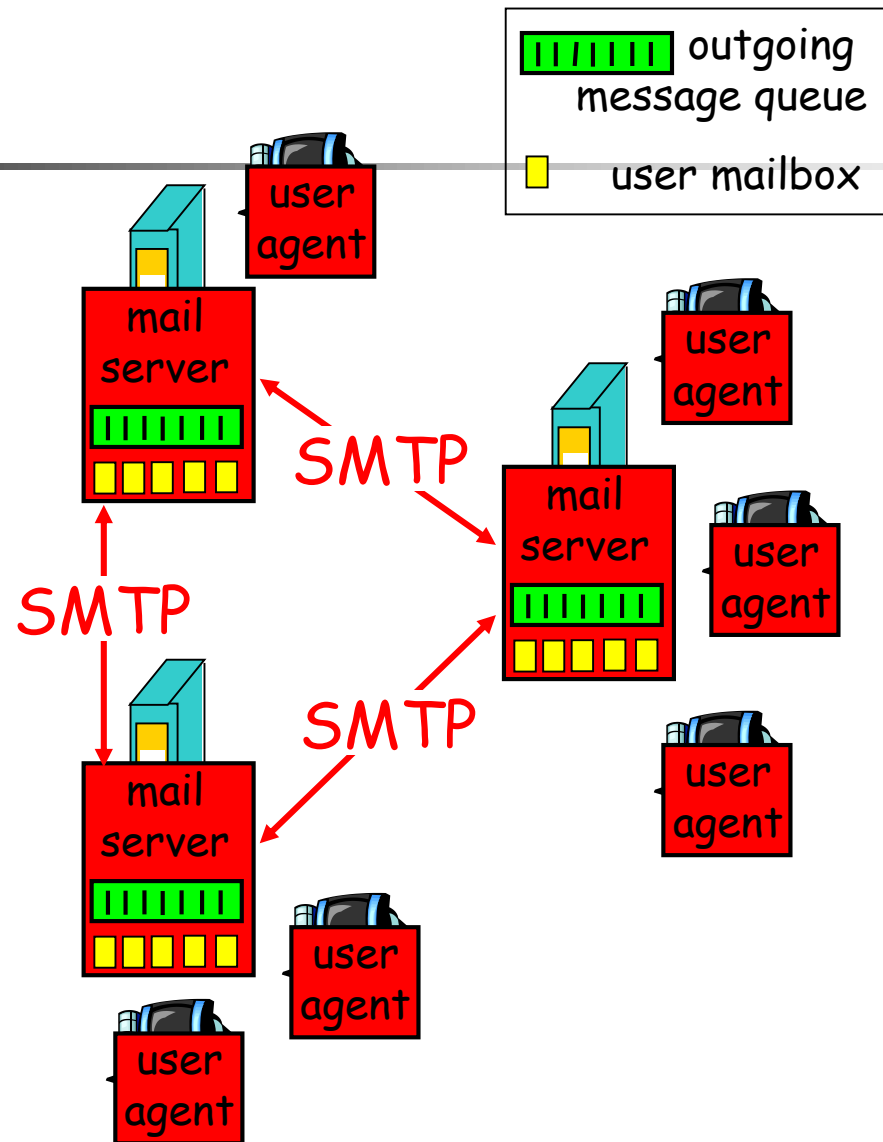 outgoing
message queue
user mailbox
user
agent
mail
server
user
agent
SMTP
mail
server
user
agent
SMTP
SMTP
user
agent
mail
server
user
agent
user
agent